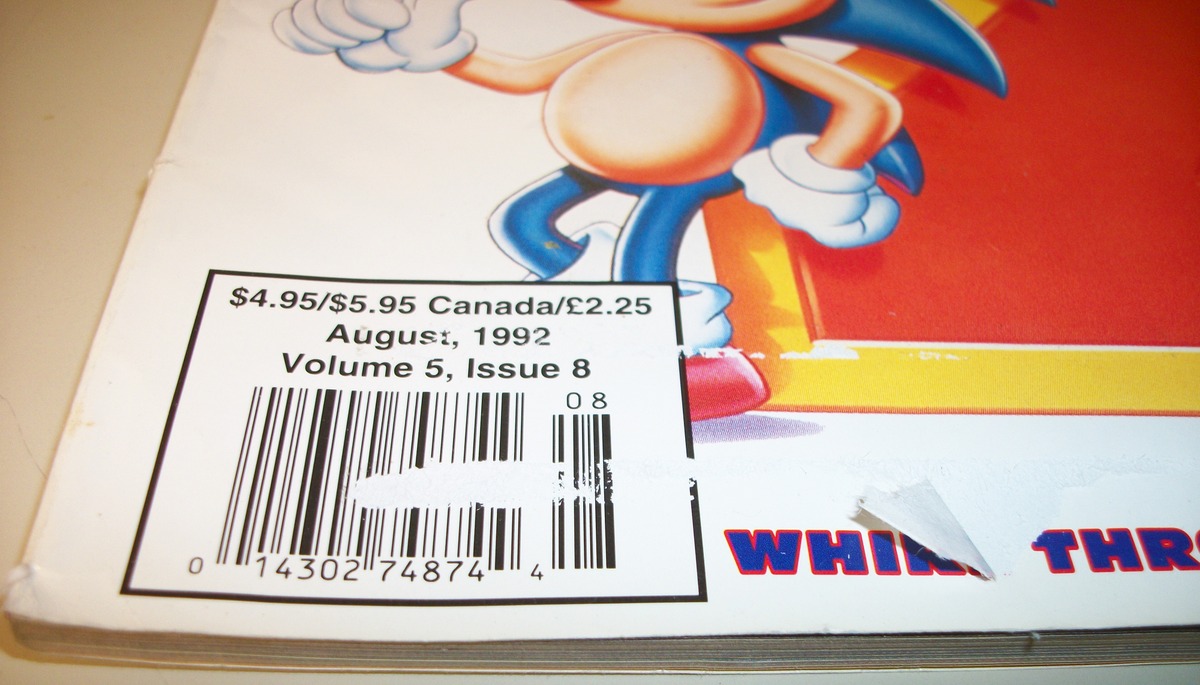 $4.95/$5.95 Canada/£2.25
August, 1992
Volume 5, Issue 8
08
0 14302 74874 4